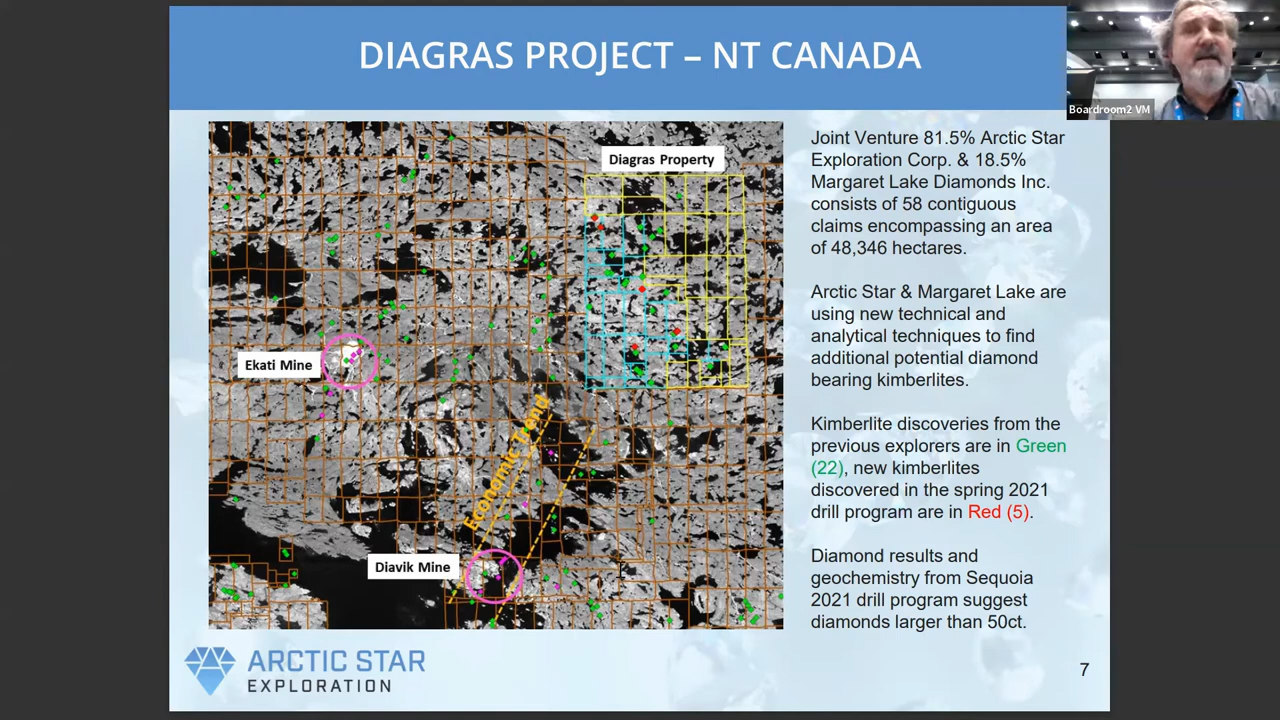 DIAGRAS PROJECT – NT CANADA
Boardroom2 VM
Diagras Property
Ekati Mine
Economic Trend
Diavik Mine
Joint Venture 81.5% Arctic Star
Exploration Corp. & 18.5%
Margaret Lake Diamonds Inc.
consists of 58 contiguous
claims encompassing an area
of 48,346 hectares.
Arctic Star & Margaret Lake are
using new technical and
analytical techniques to find
additional potential diamond
bearing kimberlites.
Kimberlite discoveries from the
previous explorers are in Green
(22), new kimberlites
discovered in the spring 2021
drill program are in Red (5).
Diamond results and
geochemistry from Sequoia
2021 drill program suggest
diamonds larger than 50ct.
ARCTIC STAR
EXPLORATION
7